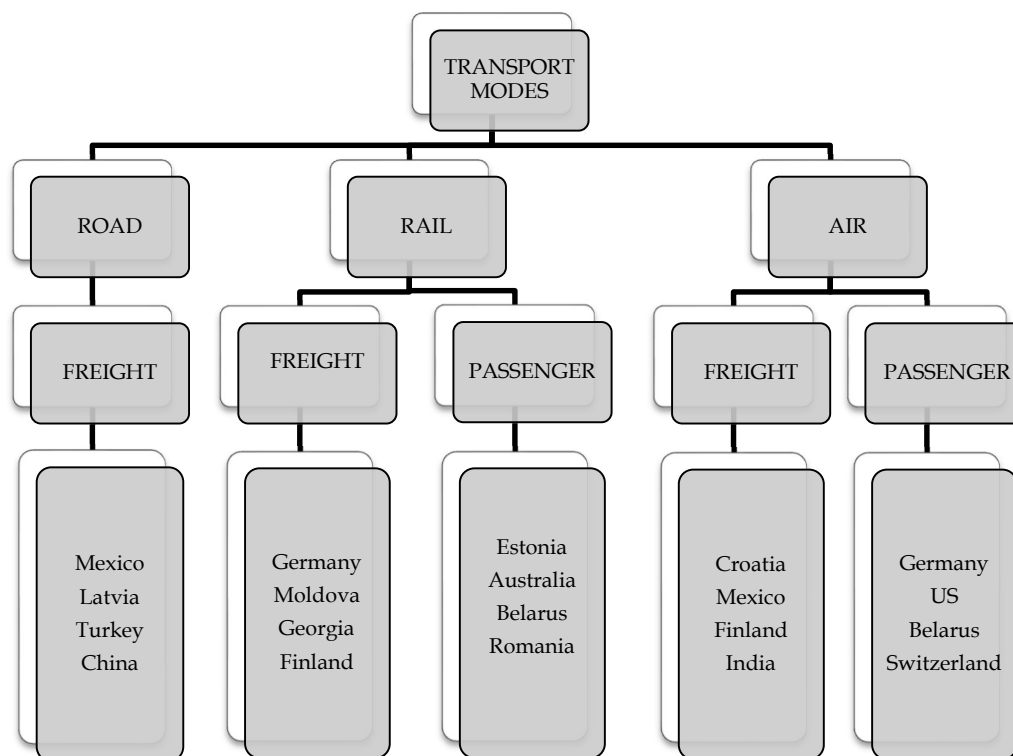 TRANSPORT
MODES
ROAD
RAIL
AIR
FREIGHT
FREIGHT
PASSENGER
FREIGHT
PASSENGER
Mexico
Latvia
Turkey
China
Germany
Moldova
Georgia
Finland
Estonia
Australia
Belarus
Romania
Croatia
Mexico
Finland
India
Germany
US
Belarus
Switzerland